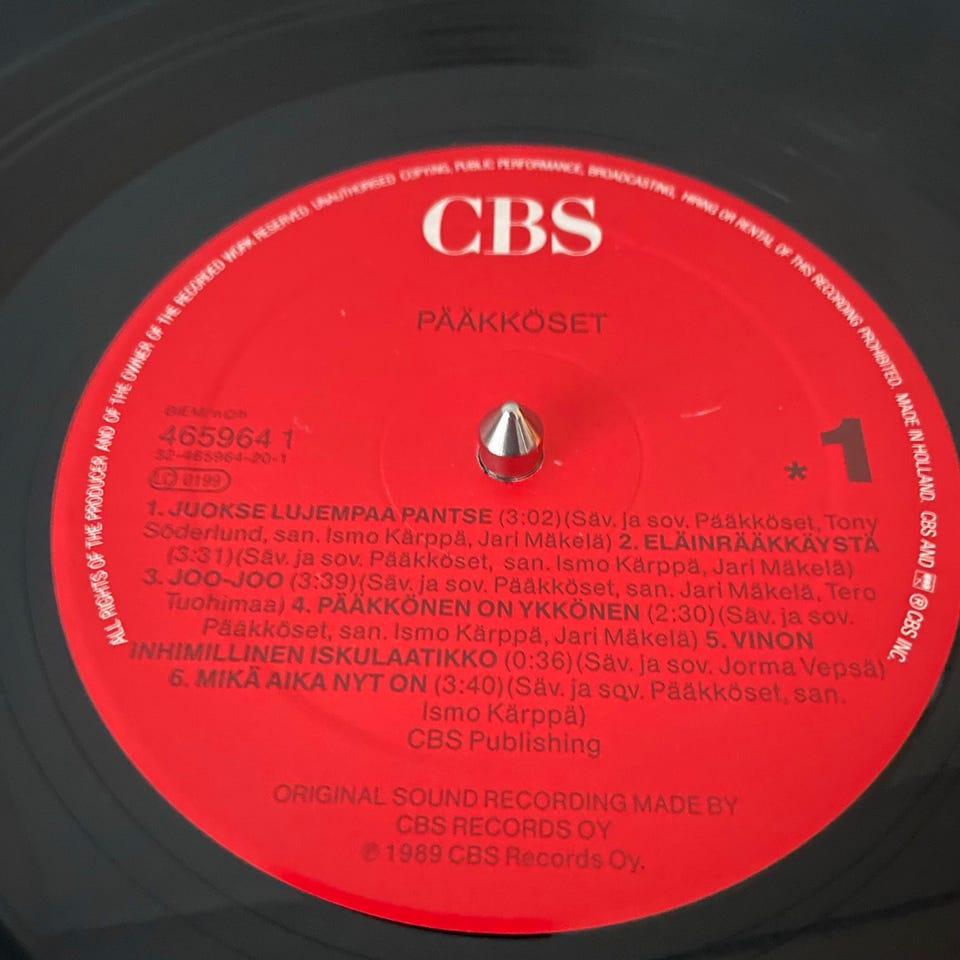 ALL RIGHTS OF THE PRODUCER AND OF THE OWNER OF THE RECORDED WORK RESERVED. UNAUTHORISED COPYING, PUBLIC PERFORMANCE, BROADCASTING, HIRING OR RENTAL OF THIS RECORDING PROHIBITED. MADE IN HOLLAND. CBS AND ℗ CBS INC.
CBS
PÄÄKKÖSET
BIEM/n©b
465964 1
32-465964-20-1
LC 0199
* 1
1. JUOKSE LUJEMPAA PANTSE (3:02)(Säv. ja sov. Pääkköset, Tony
Söderlund, san. Ismo Kärppä, Jari Mäkelä) 2. ELÄINRÄÄKKÄYSTÄ
(3:31)(Säv. ja sov. Pääkköset, san. Ismo Kärppä, Jari Mäkelä)
3. JOO-JOO (3:39)(Säv. ja sov. Pääkköset, san. Jari Mäkelä, Tero
Tuohimaa) 4. PÄÄKKÖNEN ON YKKÖNEN (2:30)(Säv. ja sov.
Pääkköset, san. Ismo Kärppä, Jari Mäkelä) 5. VINON
INHIMILLINEN ISKULAATIKKO (0:36)(Säv. ja sov. Jorma Vepsä)
6. MIKÄ AIKA NYT ON (3:40)(Säv. ja sov. Pääkköset, san.
Ismo Kärppä)
CBS Publishing
ORIGINAL SOUND RECORDING MADE BY
CBS RECORDS OY
℗ 1989 CBS Records Oy.